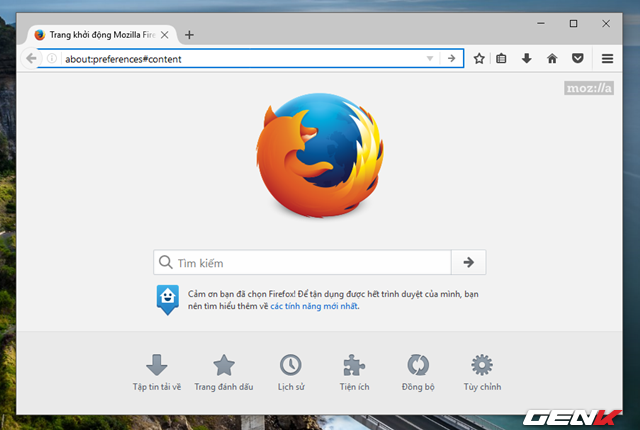 Trang khởi động Mozilla Fire
about:preferences#content
moz://a
Tìm kiếm
Cảm ơn bạn đã chọn Firefox! Để tận dụng được hết trình duyệt của mình, bạn
nên tìm hiểu thêm về các tính năng mới nhất.
Tập tin tải về
Trang đánh dấu
Lịch sử
Tiện ích
Đồng bộ
Tùy chỉnh
GENK